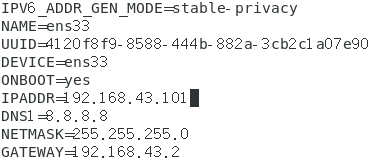 IPV6_ADDR_GEN_MODE=stable-privacy
NAME=ens33
UUID=4120f8f9-8588-444b-882a-3cb2c1a07e90
DEVICE=ens33
ONBOOT=yes
IPADDR=192.168.43.101
DNS1=8.8.8.8
NETMASK=255.255.255.0
GATEWAY=192.168.43.2